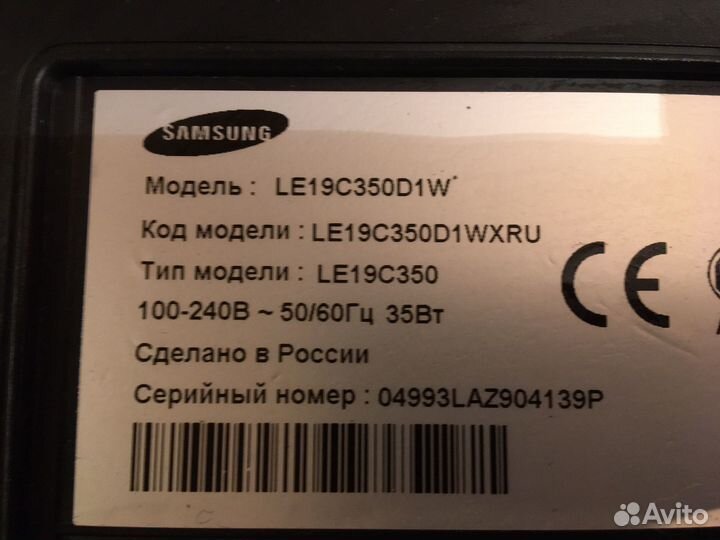 SAMSUNG
Модель : LE19C350D1W*
Код модели : LE19C350D1WXRU
Тип модели : LE19C350
100-240В ~ 50/60Гц 35Вт
Сделано в России
Серийный номер : 04993LAZ904139P
CE
Avito